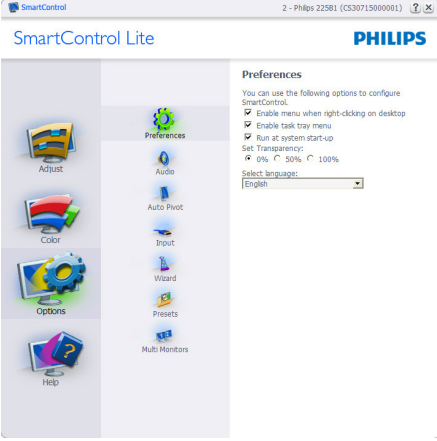 SmartControl
2 - Philips 225B1 (CS30715000001)
SmartControl Lite
PHILIPS
Adjust
Color
Options
Help
Preferences
Audio
Auto Pivot
Input
Wizard
Presets
Multi Monitors
Preferences
You can use the following options to configure
SmartControl.
Enable menu when right-clicking on desktop
Enable task tray menu
Run at system start-up
Set Transparency:
0% 50% 100%
Select language:
English